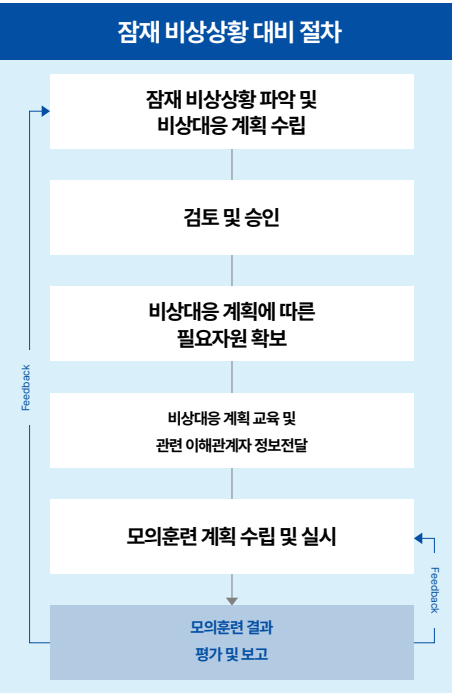 잠재 비상상황 대비 절차
잠재 비상상황 파악 및
비상대응 계획 수립
검토 및 승인
비상대응 계획에 따른
필요자원 확보
Feedback
비상대응 계획 교육 및
관련 이해관계자 정보전달
모의훈련 계획 수립 및 실시
Feedback
모의훈련 결과
평가 및 보고